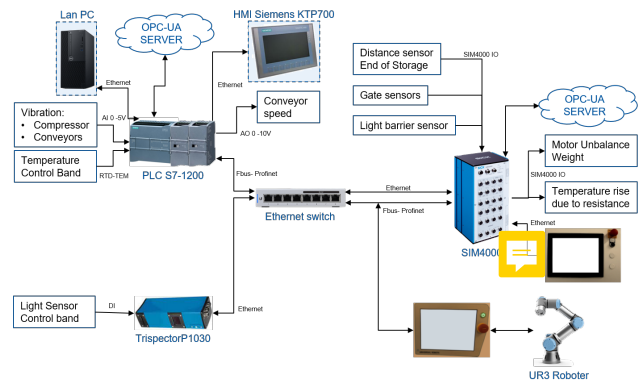 Lan PC
OPC-UA
SERVER
HMI Siemens KTP700
Ethernet
Ethernet
Vibration:
• Compressor
• Conveyors
AI 0 -5V
Temperature
Control Band
RTD-TEM
PLC S7-1200
Conveyor
speed
AO 0 -10V
Distance sensor
End of Storage
SIM4000 IO
Gate sensors
Light barrier sensor
OPC-UA
SERVER
Motor Unbalance
Weight
SIM4000 IO
Temperature rise
due to resistance
Ethernet
SIM4000
Fbus- Profinet
Ethernet switch
Ethernet
Fbus- Profinet
Light Sensor
Control band
DI
TrispectorP1030
Ethernet
UR3 Roboter